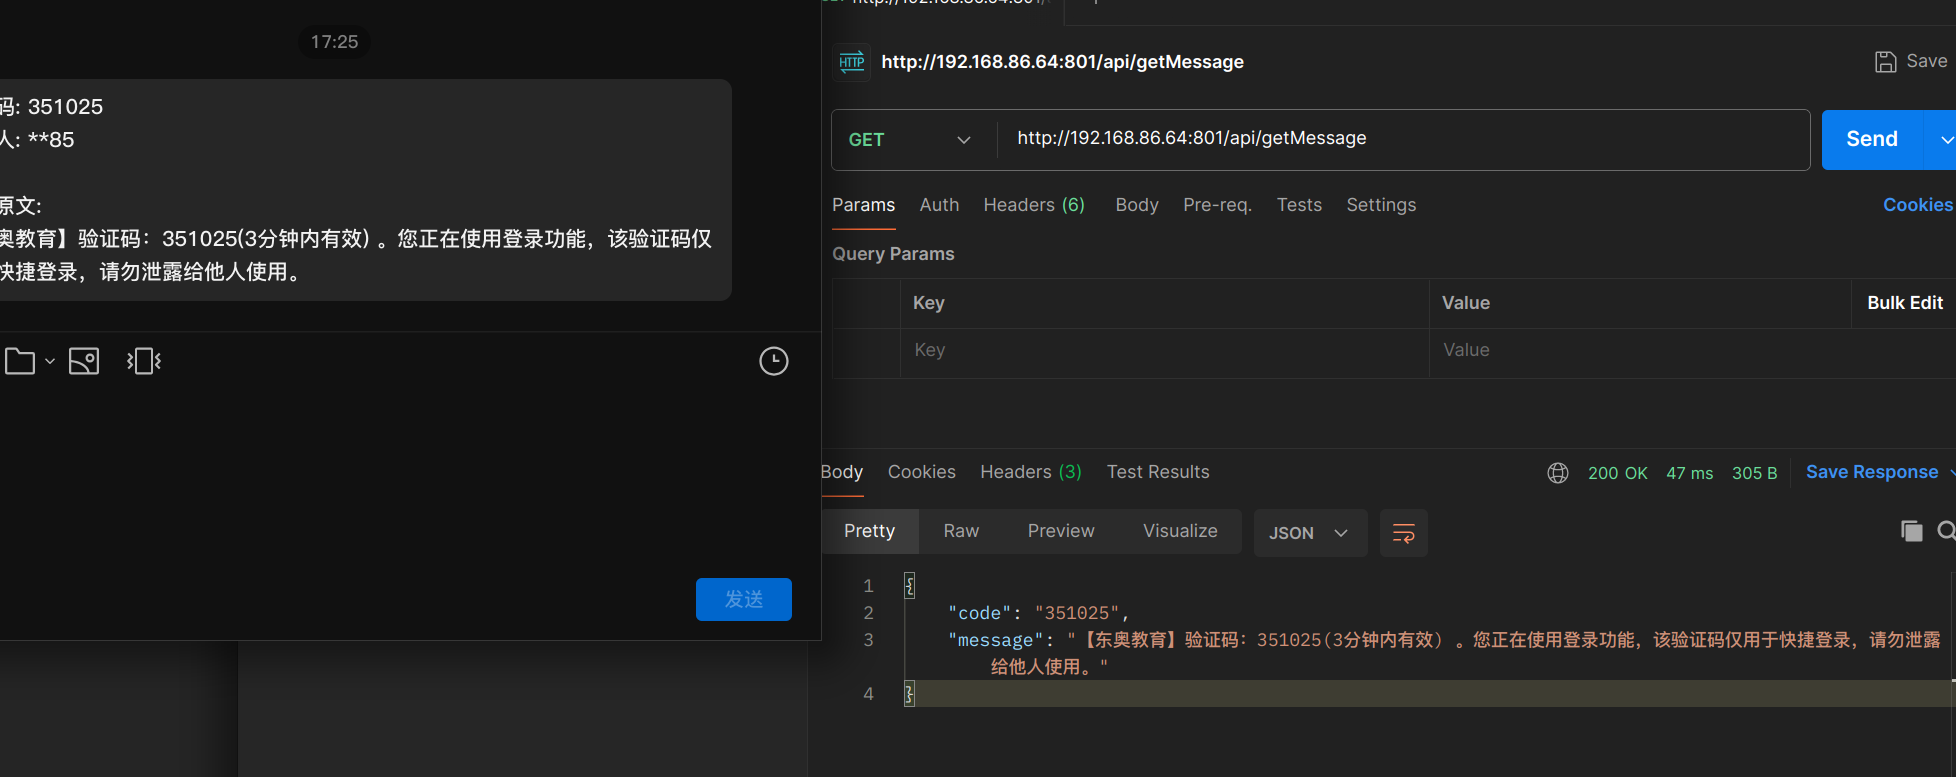 17:25
码: 351025
人: **85
原文:
奥教育】验证码：351025(3分钟内有效) 。您正在使用登录功能，该验证码仅
快捷登录，请勿泄露给他人使用。
发送
HTTP
http://192.168.86.64:801/api/getMessage
Save
GET
http://192.168.86.64:801/api/getMessage
Send
Params Auth Headers (6) Body Pre-req. Tests Settings
Cookies
Query Params
Key Value Bulk Edit
Key Value
Body Cookies Headers (3) Test Results
200 OK 47 ms 305 B Save Response
Pretty Raw Preview Visualize JSON
1 {
2 "code": "351025",
3 "message": "【东奥教育】验证码：351025(3分钟内有效) 。您正在使用登录功能，该验证码仅用于快捷登录，请勿泄露
给他人使用。"
4 }